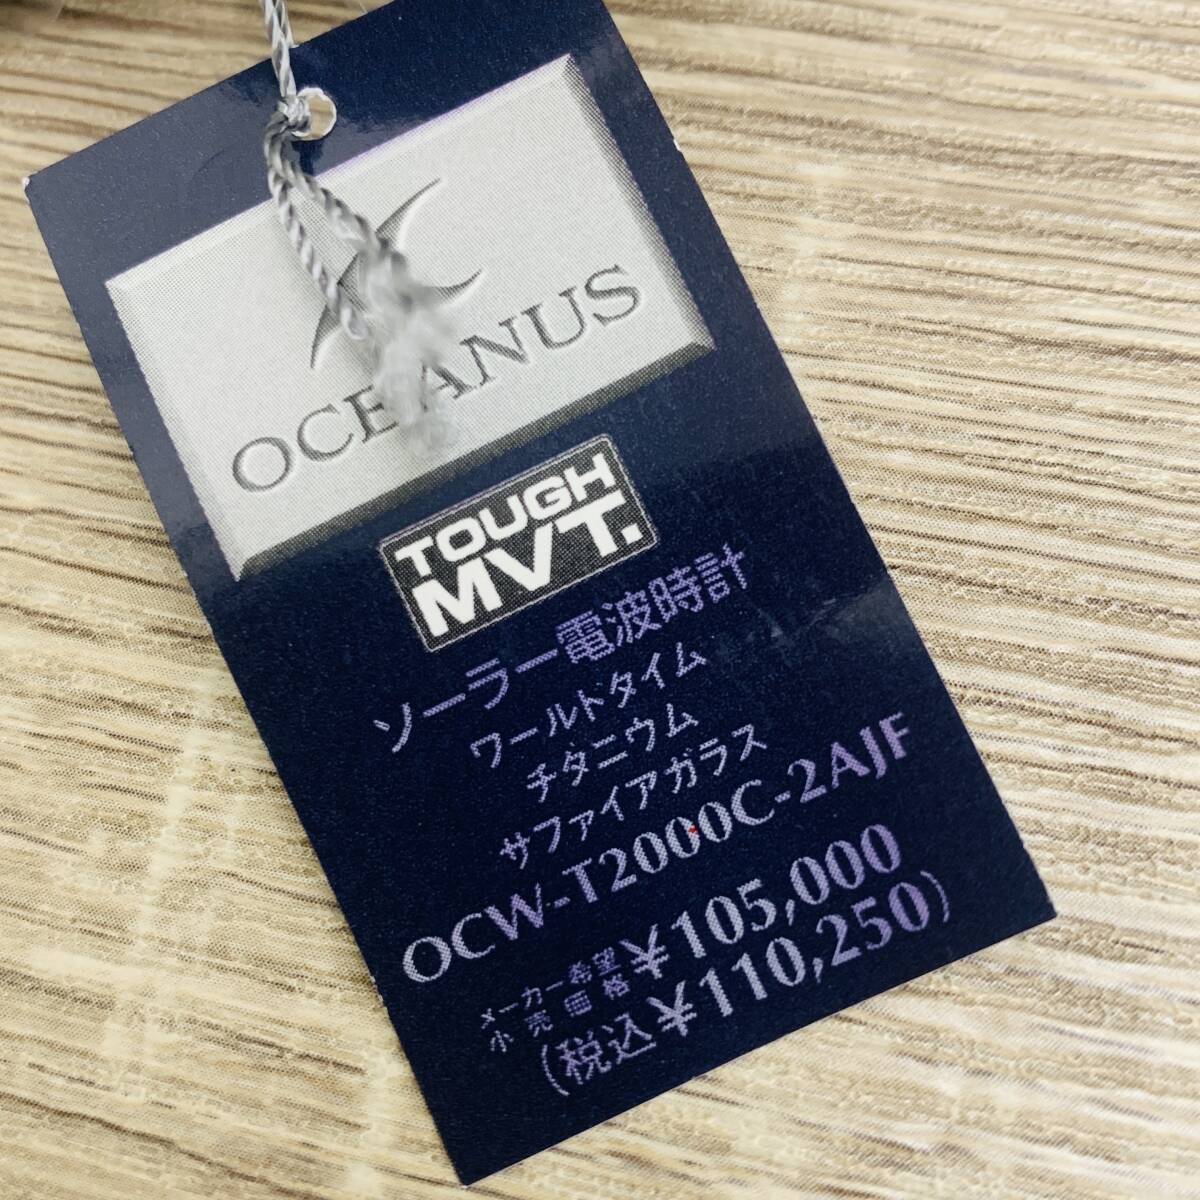 OCEANUS
TOUGH
MVT.
ソーラー電波時計
ワールドタイム
チタニウム
サファイアガラス
OCW-T2000C-2AJF
メーカー希望
小売価格 ¥105,000
(税込¥110,250)